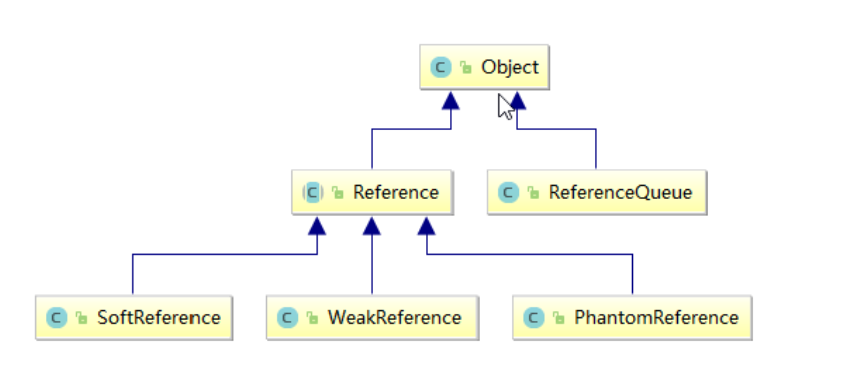 C Object
C Reference
C ReferenceQueue
C SoftReference
C WeakReference
C PhantomReference